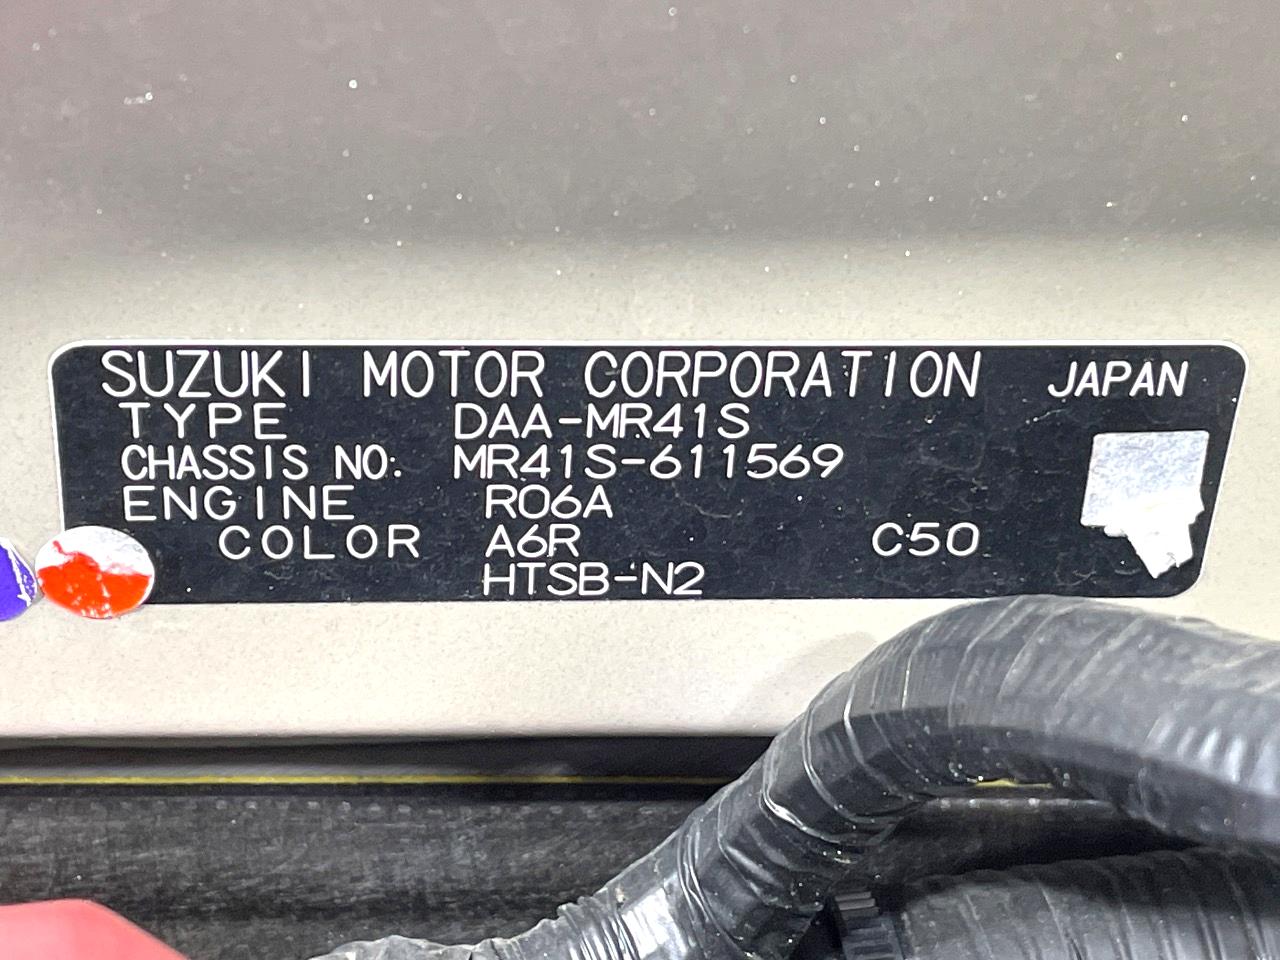 SUZUKI MOTOR CORPORATION JAPAN
TYPE DAA-MR41S
CHASSIS NO. MR41S-611569
ENGINE R06A
COLOR A6R C50
HTSB-N2